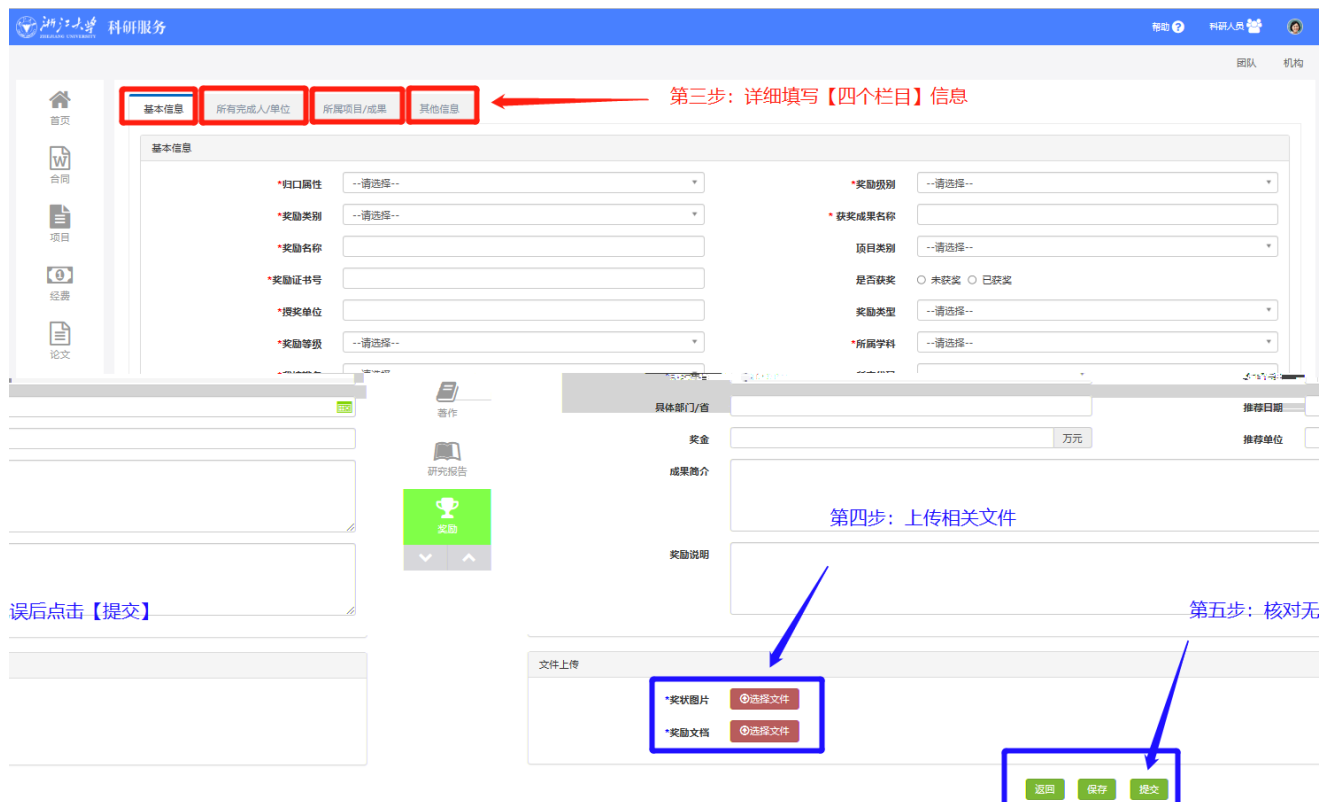 浙江大学 科研服务
ZHEJIANG UNIVERSITY
帮助 科研人员
团队 机构
首页
合同
项目
经费
论文
基本信息 所有完成人/单位 所属项目/成果 其他信息
第三步：详细填写【四个栏目】信息
基本信息
*归口属性 --请选择-- *奖励级别 --请选择--
*奖励类别 --请选择-- * 获奖成果名称
*奖励名称 项目类别 --请选择--
*奖励证书号 是否获奖 未获奖 已获奖
*授奖单位 奖励类型 --请选择--
*奖励等级 --请选择-- *所属学科 --请选择--
著作
具体部门/省 推荐日期
奖金 万元 推荐单位
研究报告
成果简介
奖励
第四步：上传相关文件
奖励说明
误后点击【提交】
第五步：核对无
文件上传
*奖状图片 选择文件
*奖励文档 选择文件
返回 保存 提交